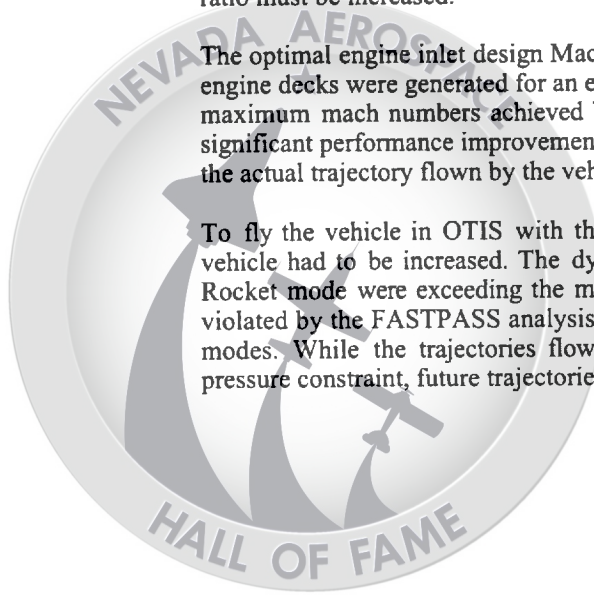 ratio must be increased.
The optimal engine inlet design Mac
engine decks were generated for an e
maximum mach numbers achieved
significant performance improvemen
the actual trajectory flown by the veh
To fly the vehicle in OTIS with th
vehicle had to be increased. The dy
Rocket mode were exceeding the m
violated by the FASTPASS analysis
modes. While the trajectories flow
pressure constraint, future trajectorie
NEVADA AEROSPACE
HALL OF FAME